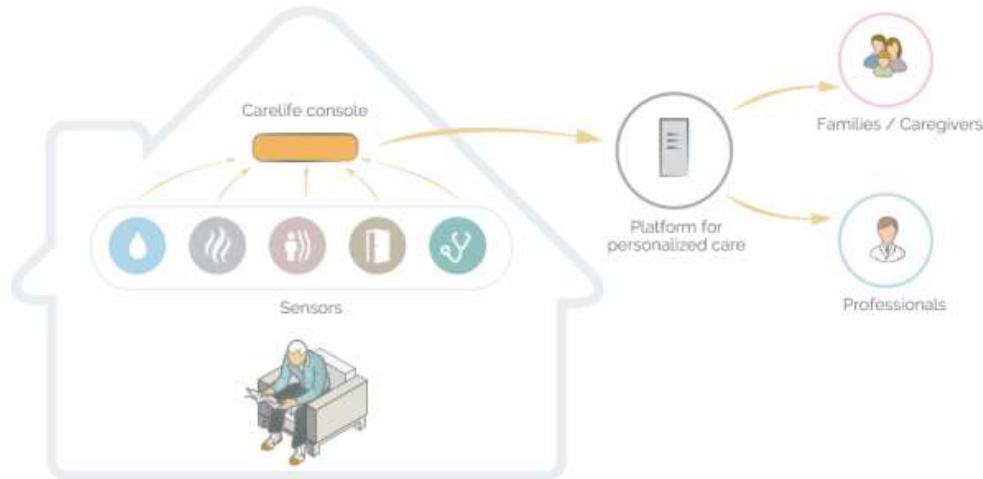 Carelife console
Families / Caregivers
Platform for
personalized care
Professionals
Sensors